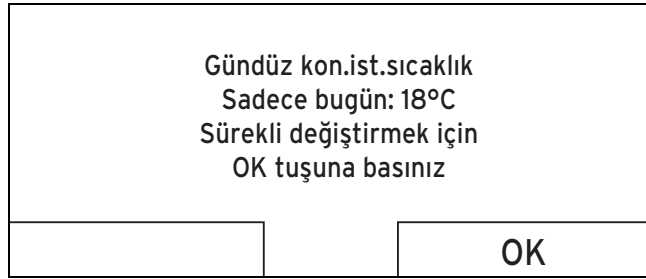 Gündüz kon.ist.sıcaklık
Sadece bugün: 18°C
Sürekli değiştirmek için
OK tuşuna basınız
OK